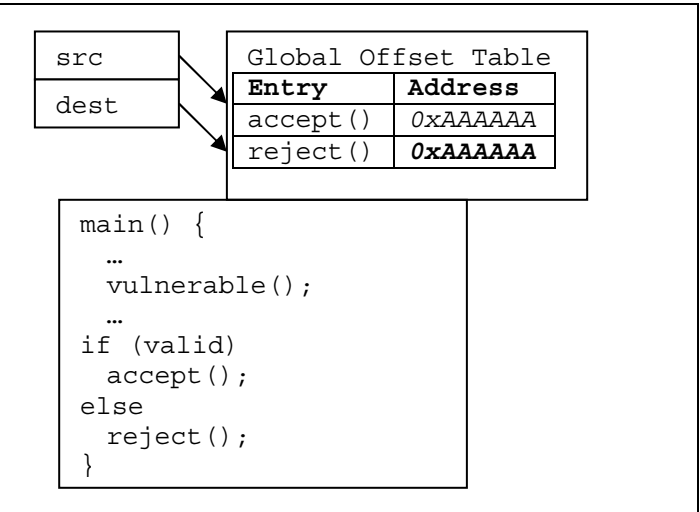 src
dest
Global Offset Table
Entry Address
accept() 0xAAAAAA
reject() 0xAAAAAA
main() {
…
vulnerable();
…
if (valid)
accept();
else
reject();
}